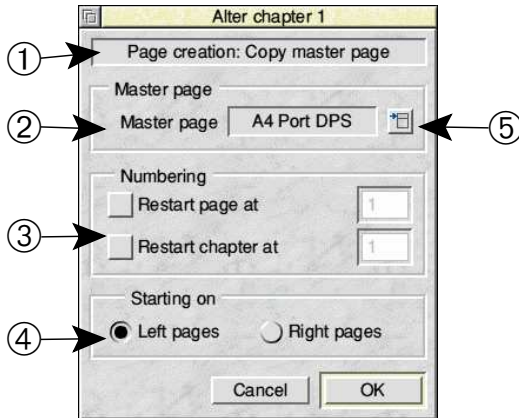 Alter chapter 1
① Page creation: Copy master page
Master page
② Master page A4 Port DPS ⑤
Numbering
Restart page at 1
③ Restart chapter at 1
Starting on
④ Left pages Right pages
Cancel OK